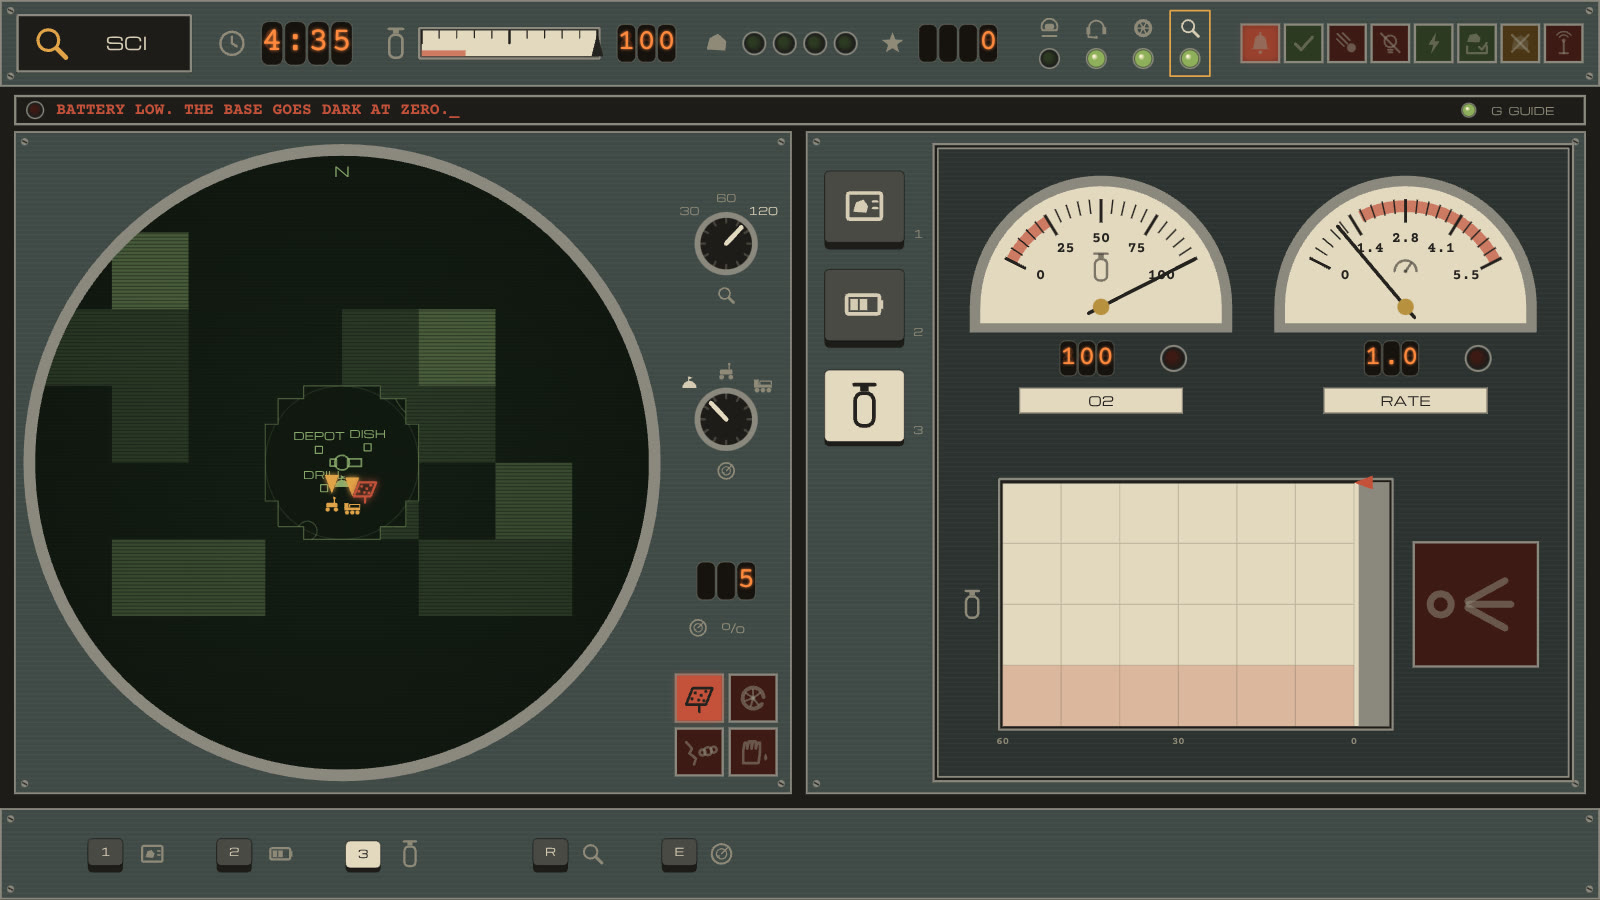 SCI
4:35
100
0
BATTERY LOW. THE BASE GOES DARK AT ZERO._
G GUIDE
N
30 60 120
DEPOT DISH
DRILL
5
%
1
2
3
0 25 50 75 100
100
O2
0 1.4 2.8 4.1 5.5
1.0
RATE
60 30 0
1 2 3 R E